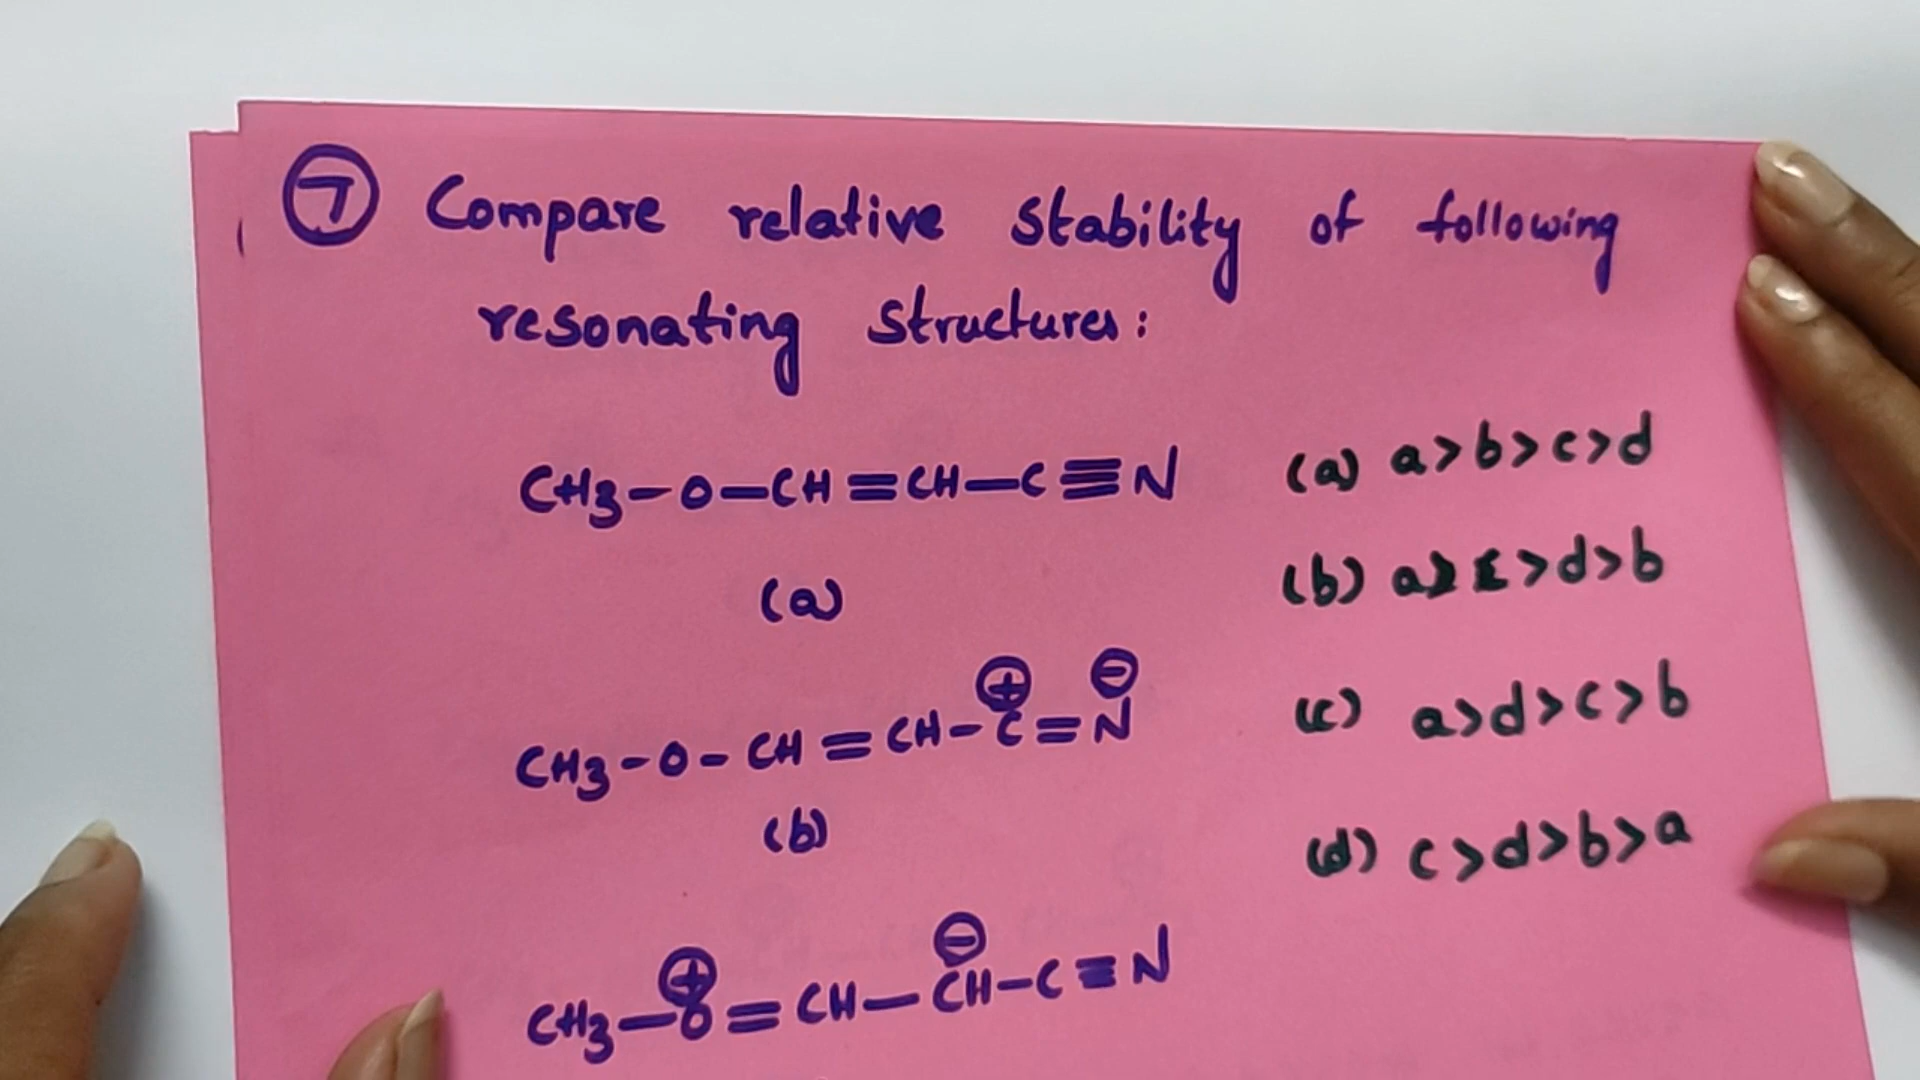 7 Compare relative stability of following
resonating structures:
CH3-O-CH=CH-C≡N
(a)
CH3-O-CH=CH-C⊕=N⊖
(b)
CH3-O⊕=CH-CH⊖-C≡N
(a) a>b>c>d
(b) a>c>d>b
(c) a>d>c>b
(d) c>d>b>a